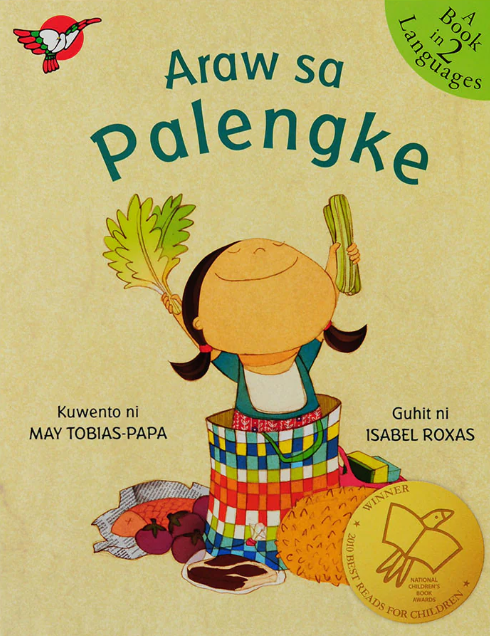 A
Book
in
2
Languages
Araw sa
Palengke
Kuwento ni
MAY TOBIAS-PAPA
Guhit ni
ISABEL ROXAS
WINNER
2010 BEST READS FOR CHILDREN
NATIONAL
CHILDREN'S
BOOK
AWARDS